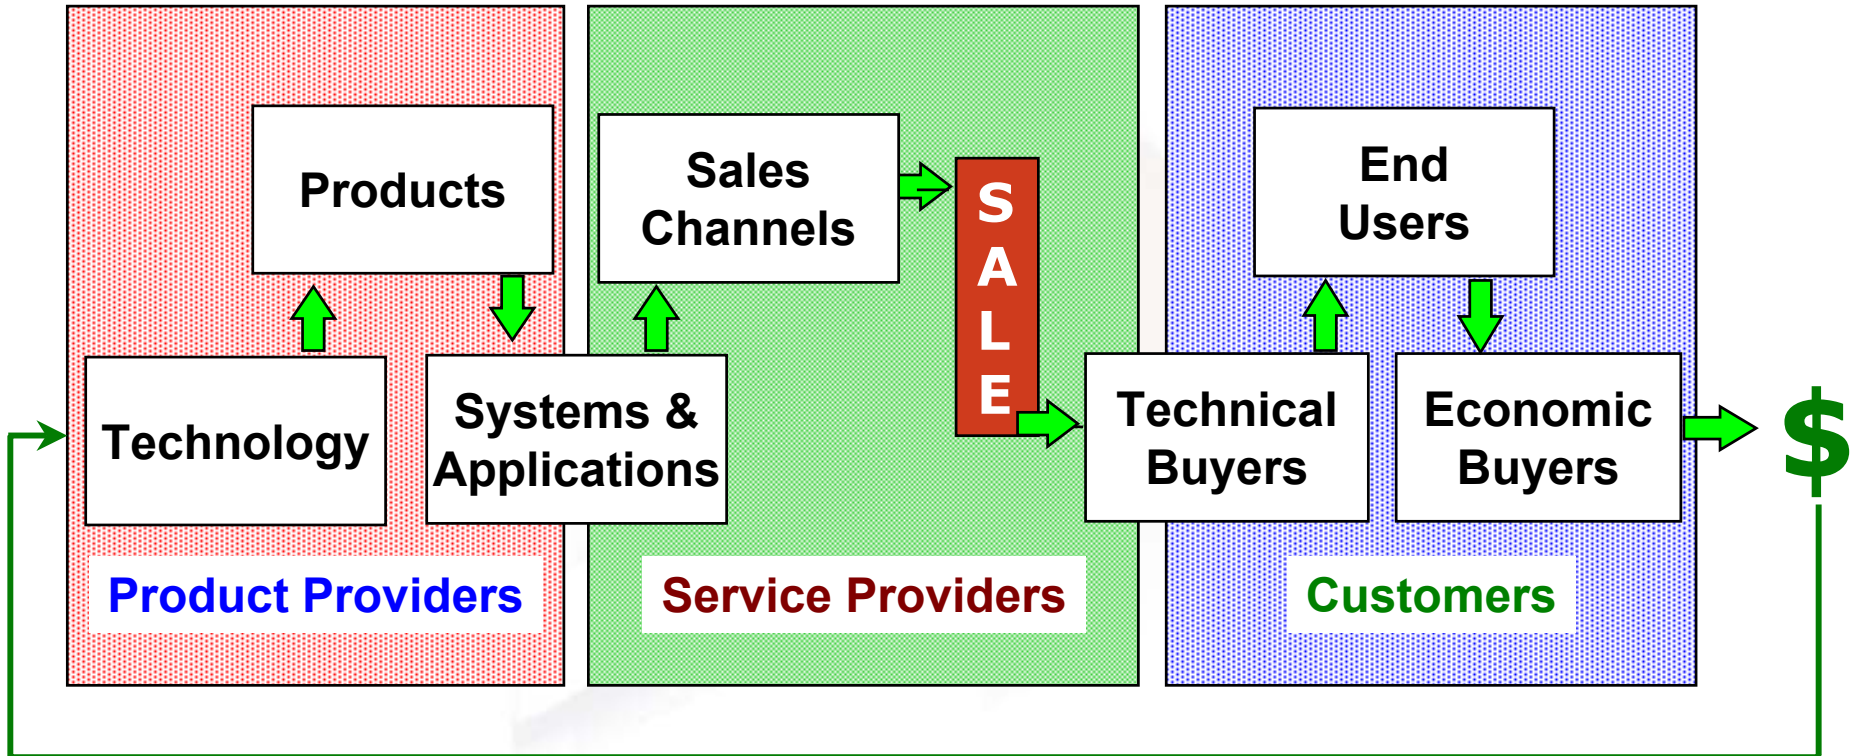 Technology
Products
Systems &
Applications
Product Providers
Sales
Channels
S
A
L
E
Service Providers
Technical
Buyers
End
Users
Economic
Buyers
Customers
$